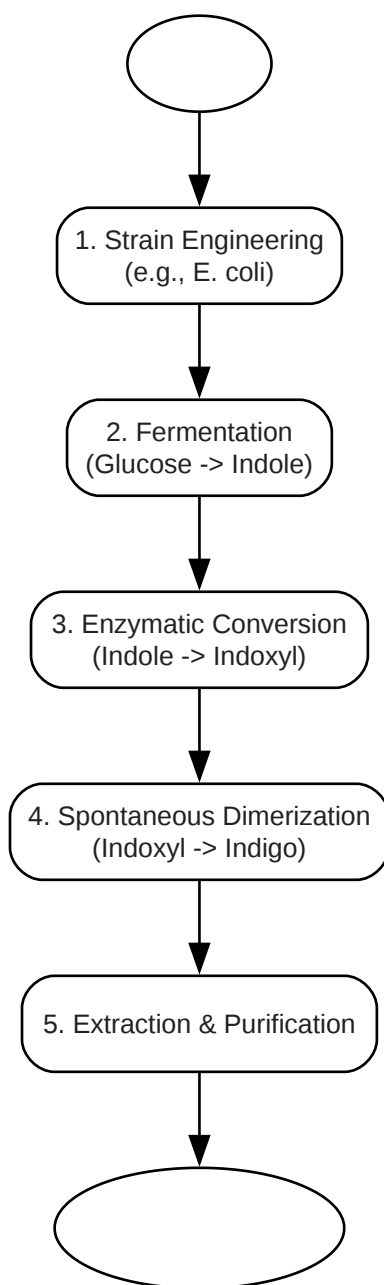 1. Strain Engineering
(e.g., E. coli)
2. Fermentation
(Glucose -> Indole)
3. Enzymatic Conversion
(Indole -> Indoxyl)
4. Spontaneous Dimerization
(Indoxyl -> Indigo)
5. Extraction & Purification